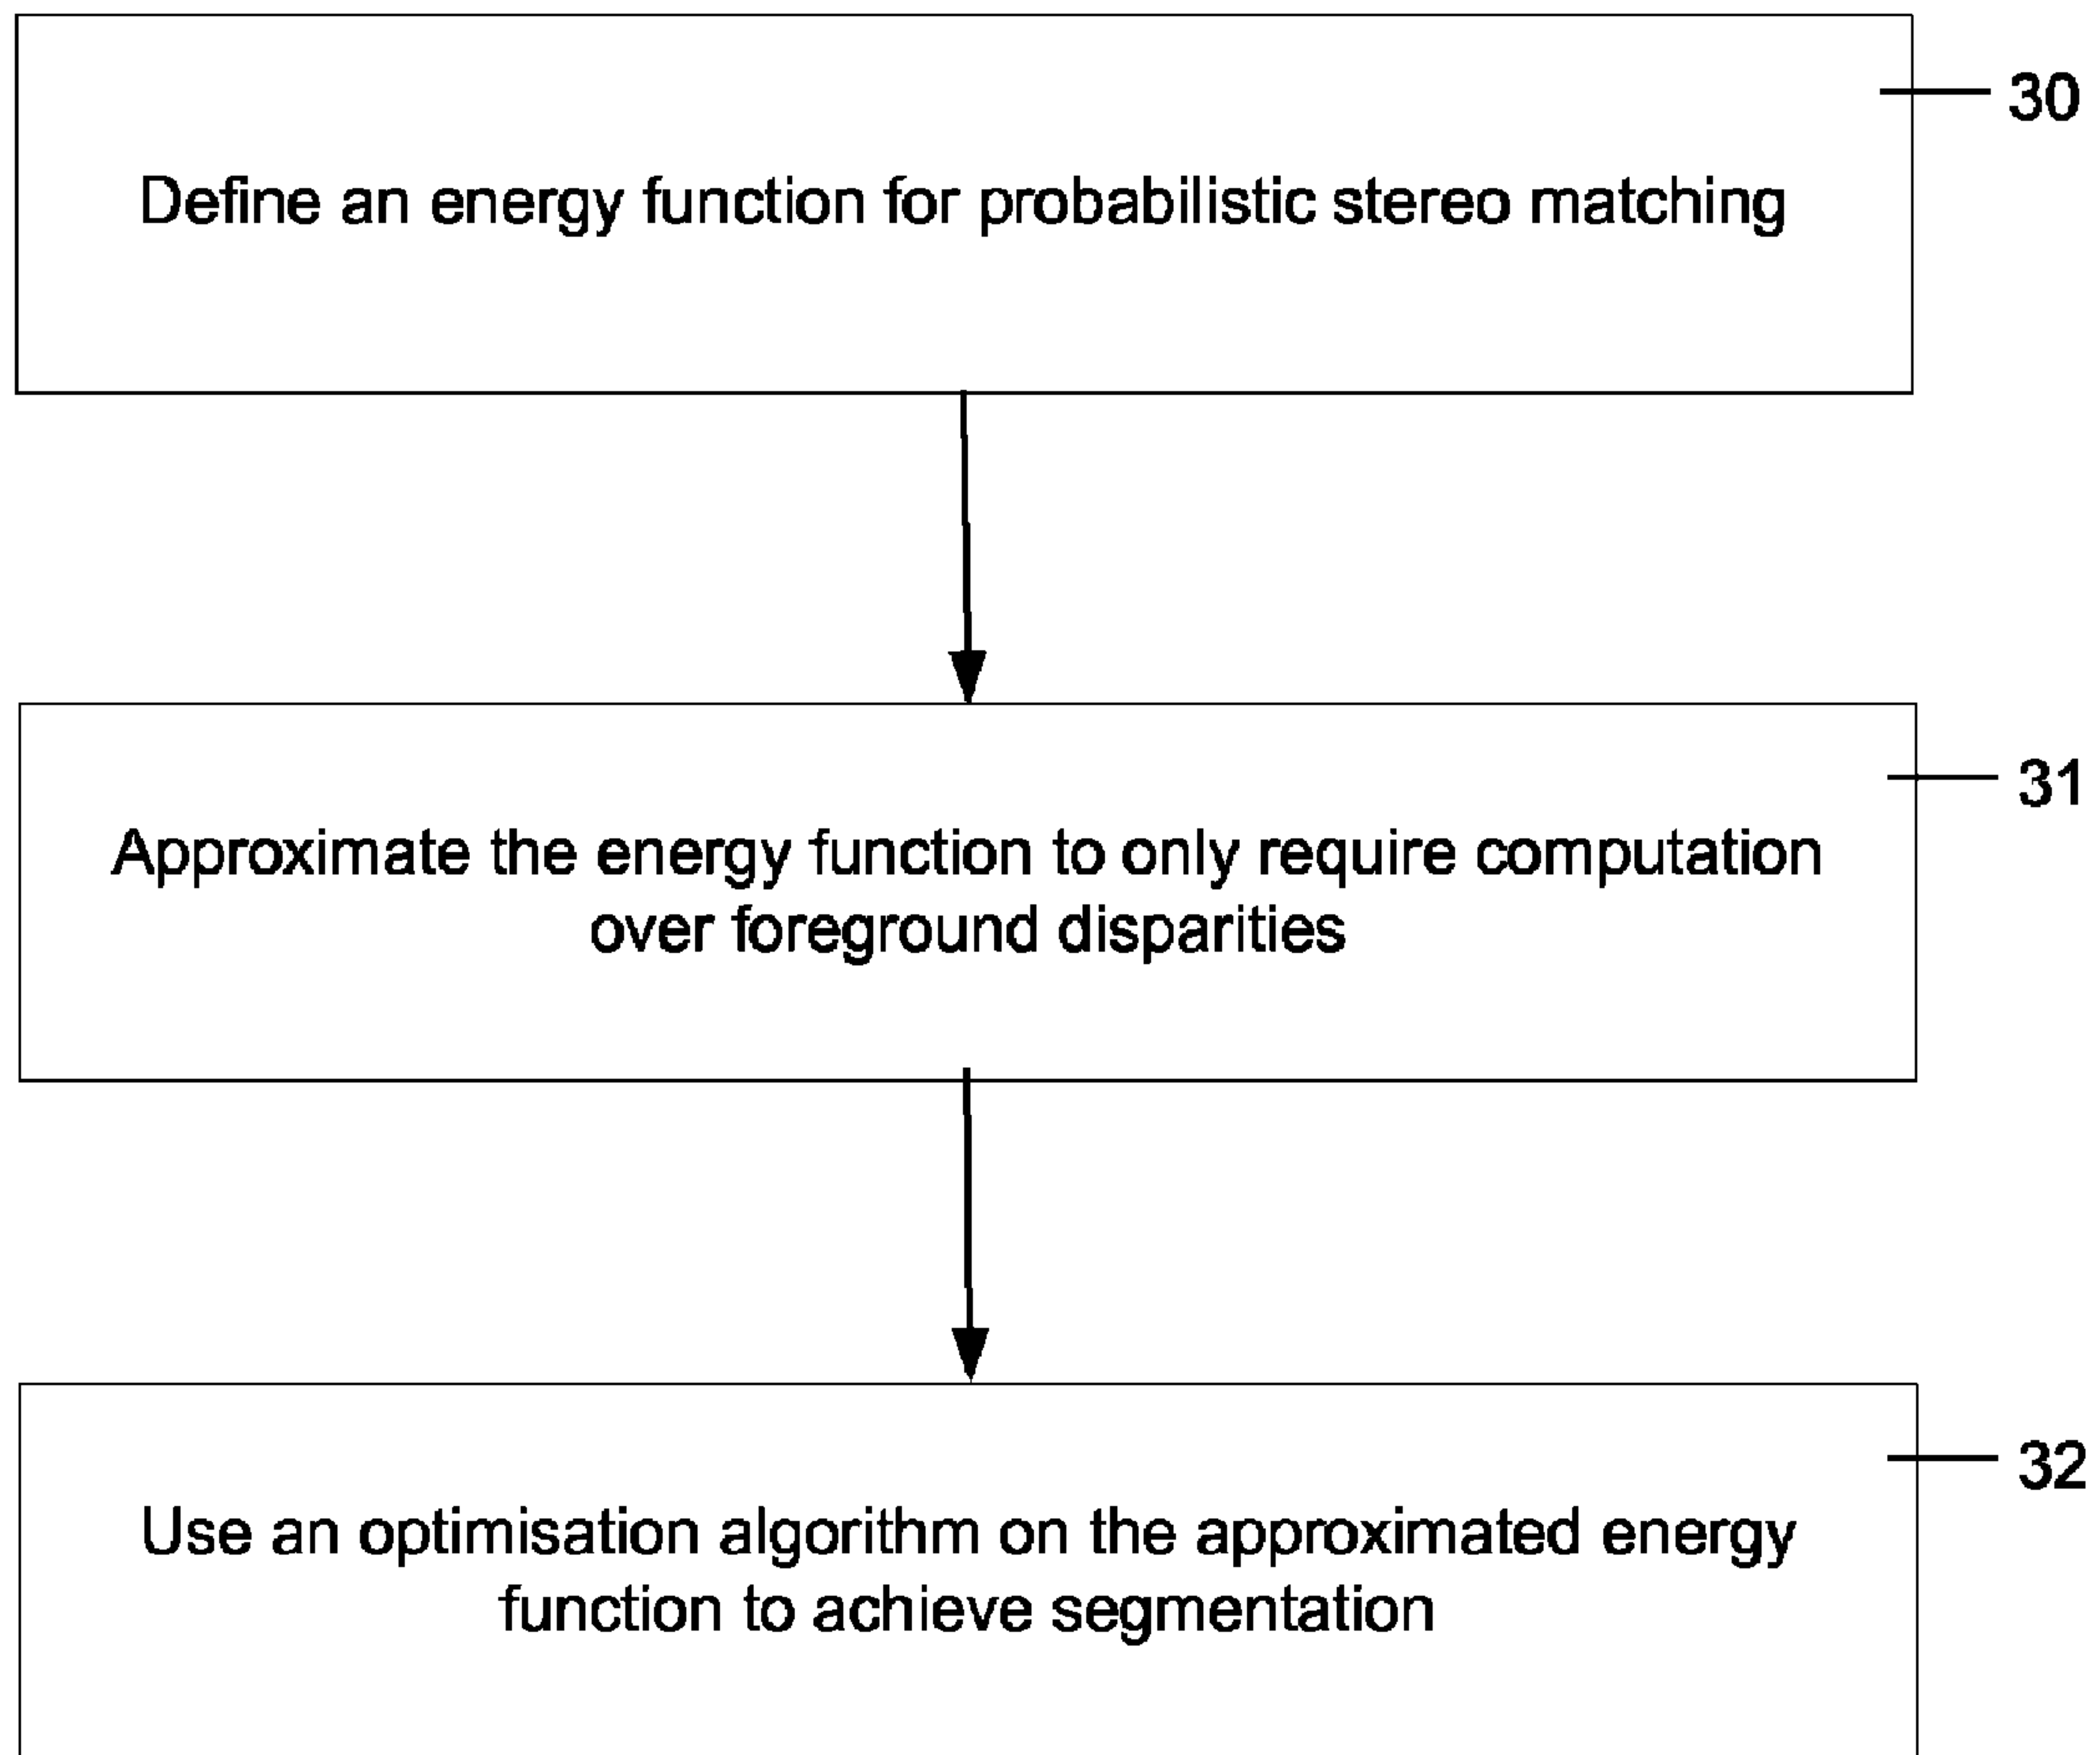 30
Define an energy function for probabilistic stereo matching
31
Approximate the energy function to only require computation
over foreground disparities
32
Use an optimisation algorithm on the approximated energy
function to achieve segmentation